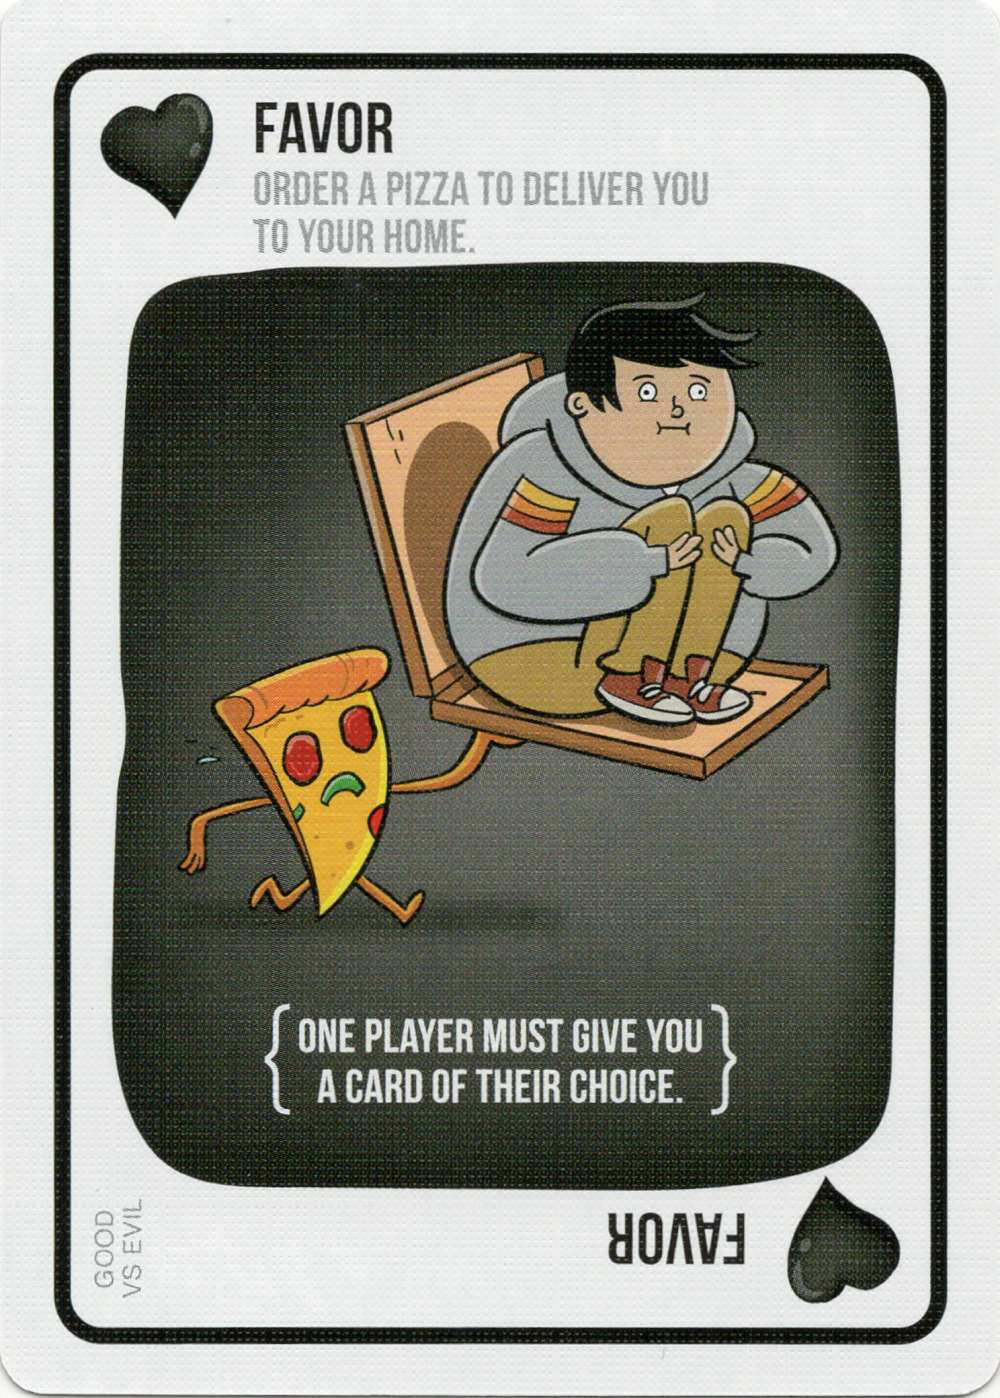 FAVOR
ORDER A PIZZA TO DELIVER YOU
TO YOUR HOME.
ONE PLAYER MUST GIVE YOU
A CARD OF THEIR CHOICE.
GOOD
VS EVIL
FAVOR